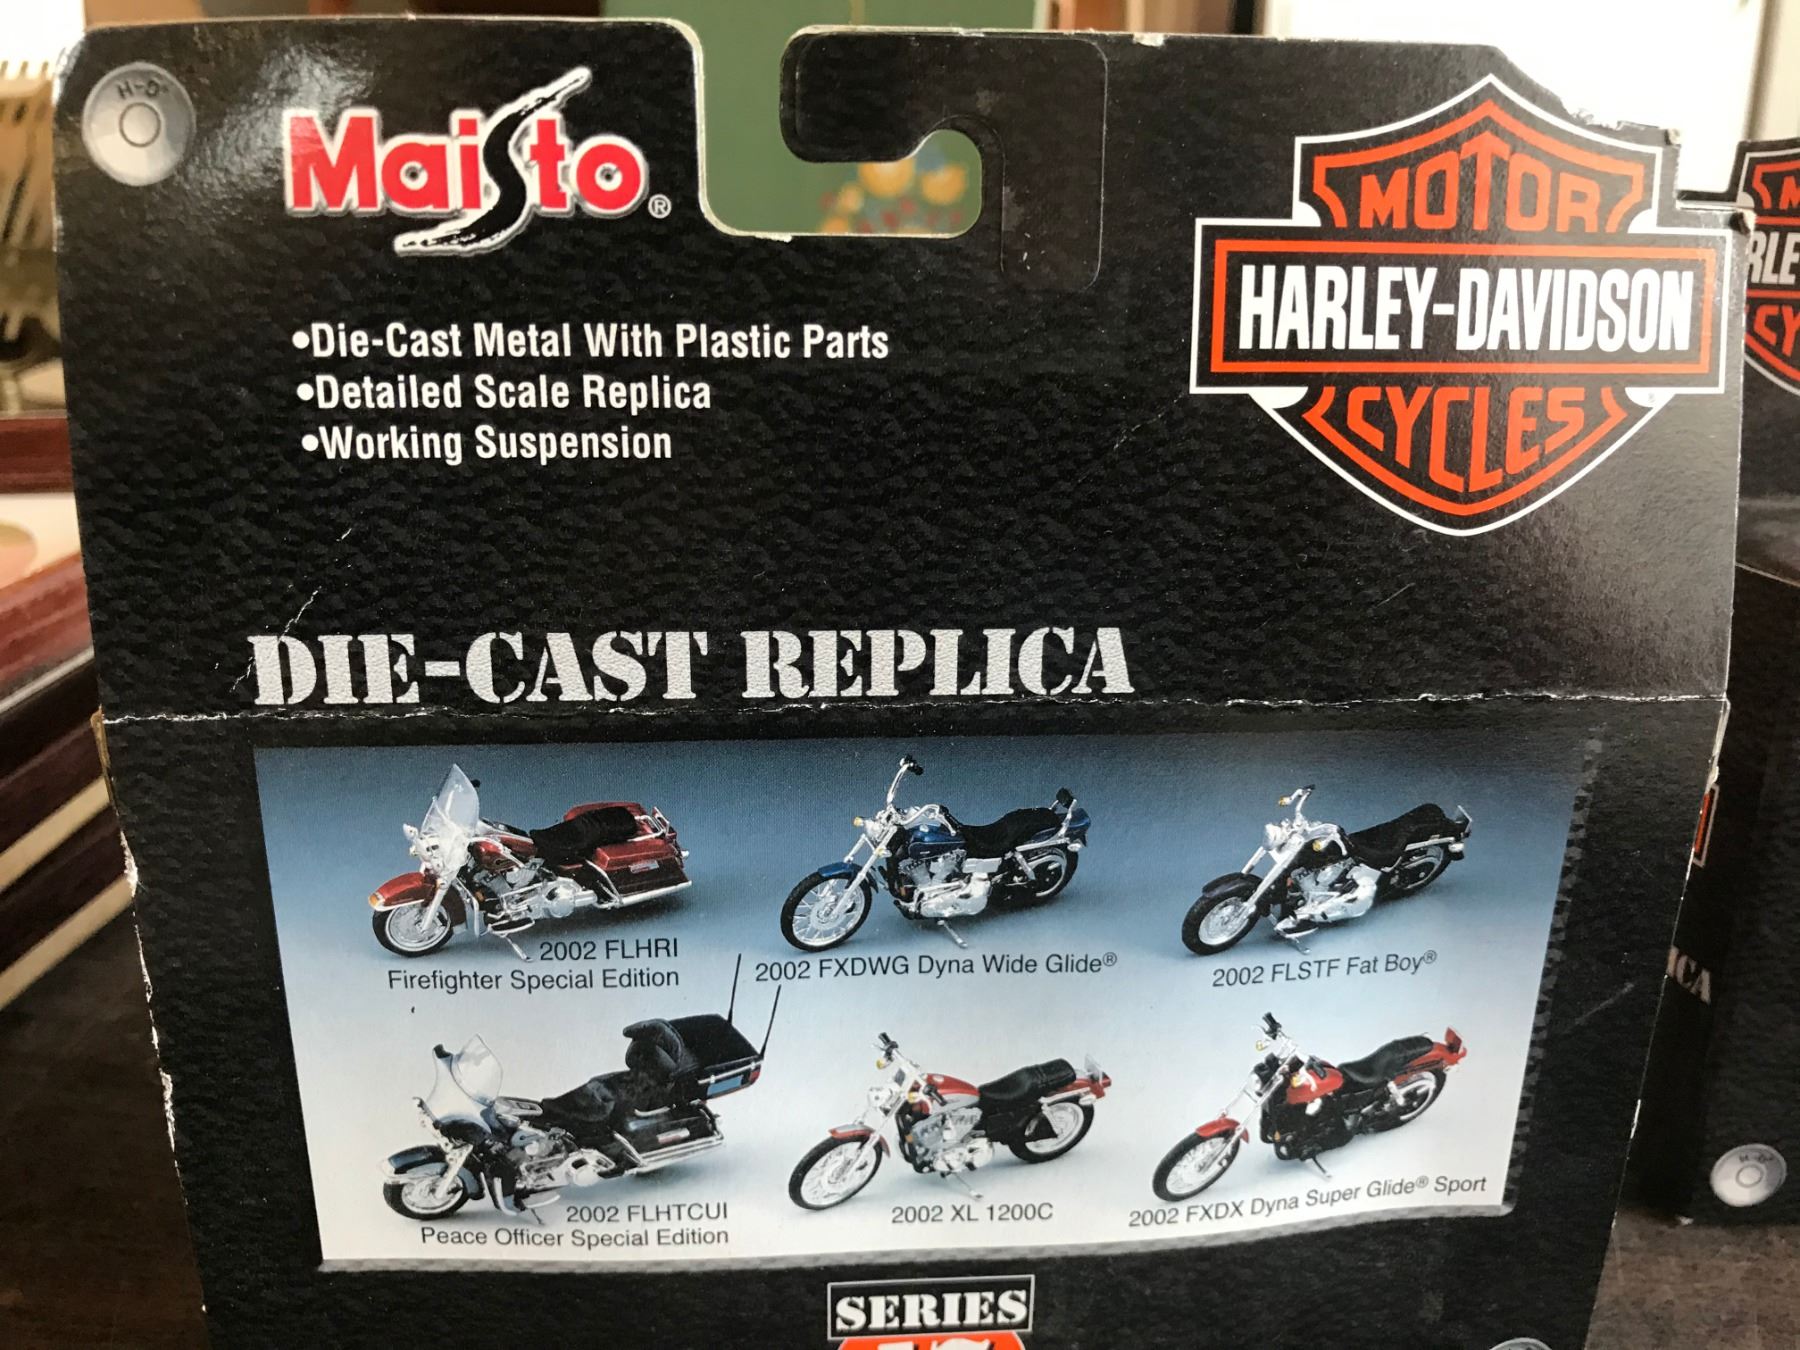 H-D
Maisto®
MOTOR
HARLEY-DAVIDSON
CYCLES
•Die-Cast Metal With Plastic Parts
•Detailed Scale Replica
•Working Suspension
DIE-CAST REPLICA
2002 FLHRI
Firefighter Special Edition
2002 FXDWG Dyna Wide Glide®
2002 FLSTF Fat Boy®
2002 FLHTCUI
Peace Officer Special Edition
2002 XL 1200C
2002 FXDX Dyna Super Glide® Sport
SERIES
H-D